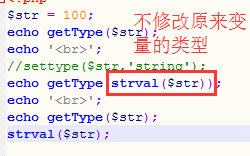 <?php
$str = 100;
echo getType($str);
echo '<br>';
//settype($str,'string');
echo getType(strval($str));
echo '<br>';
echo getType($str);
strval($str);
不修改原来变
量的类型